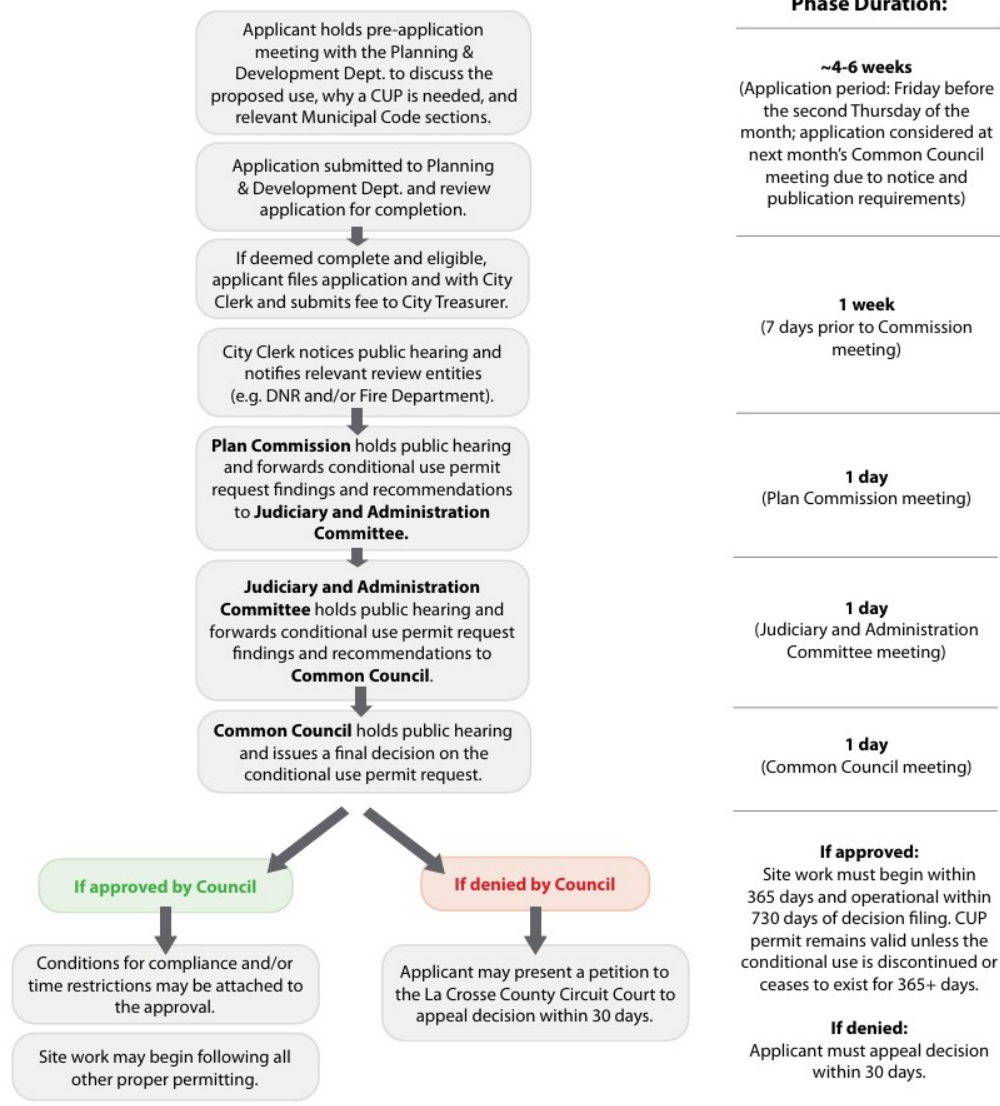 Phase Duration:
Applicant holds pre-application
meeting with the Planning &
Development Dept. to discuss the
proposed use, why a CUP is needed, and
relevant Municipal Code sections.
Application submitted to Planning
& Development Dept. and review
application for completion.
~4-6 weeks
(Application period: Friday before
the second Thursday of the
month; application considered at
next month's Common Council
meeting due to notice and
publication requirements)
If deemed complete and eligible,
applicant files application and with City
Clerk and submits fee to City Treasurer.
City Clerk notices public hearing and
notifies relevant review entities
(e.g. DNR and/or Fire Department).
1 week
(7 days prior to Commission
meeting)
Plan Commission holds public hearing
and forwards conditional use permit
request findings and recommendations
to Judiciary and Administration
Committee.
1 day
(Plan Commission meeting)
Judiciary and Administration
Committee holds public hearing and
forwards conditional use permit request
findings and recommendations to
Common Council.
1 day
(Judiciary and Administration
Committee meeting)
Common Council holds public hearing
and issues a final decision on the
conditional use permit request.
1 day
(Common Council meeting)
If approved by Council
Conditions for compliance and/or
time restrictions may be attached to
the approval.
Site work may begin following all
other proper permitting.
If denied by Council
Applicant may present a petition to
the La Crosse County Circuit Court to
appeal decision within 30 days.
If approved:
Site work must begin within
365 days and operational within
730 days of decision filing. CUP
permit remains valid unless the
conditional use is discontinued or
ceases to exist for 365+ days.
If denied:
Applicant must appeal decision
within 30 days.